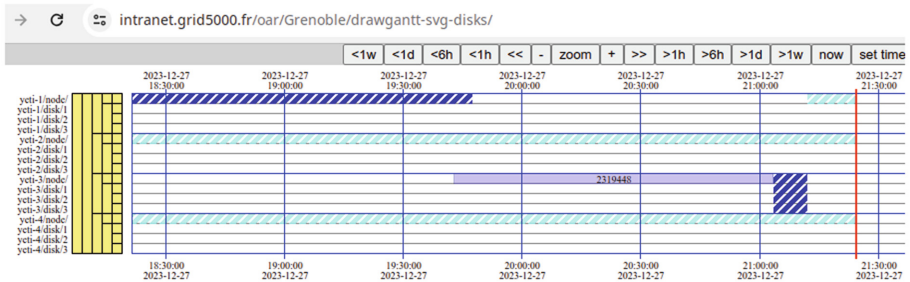 intranet.grid5000.fr/oar/Grenoble/drawgantt-svg-disks/
<1w <1d <6h <1h << - zoom + >> >1h >6h >1d >1w now set time
2023-12-27 2023-12-27 2023-12-27 2023-12-27 2023-12-27 2023-12-27 2023-12-27
18:30:00 19:00:00 19:30:00 20:00:00 20:30:00 21:00:00 21:30:00
yeti-1/node/
yeti-1/disk/1
yeti-1/disk/2
yeti-1/disk/3
yeti-2/node/
yeti-2/disk/1
yeti-2/disk/2
yeti-2/disk/3
yeti-3/node/ 2319448
yeti-3/disk/1
yeti-3/disk/2
yeti-3/disk/3
yeti-4/node/
yeti-4/disk/1
yeti-4/disk/2
yeti-4/disk/3
18:30:00 19:00:00 19:30:00 20:00:00 20:30:00 21:00:00 21:30:00
2023-12-27 2023-12-27 2023-12-27 2023-12-27 2023-12-27 2023-12-27 2023-12-27